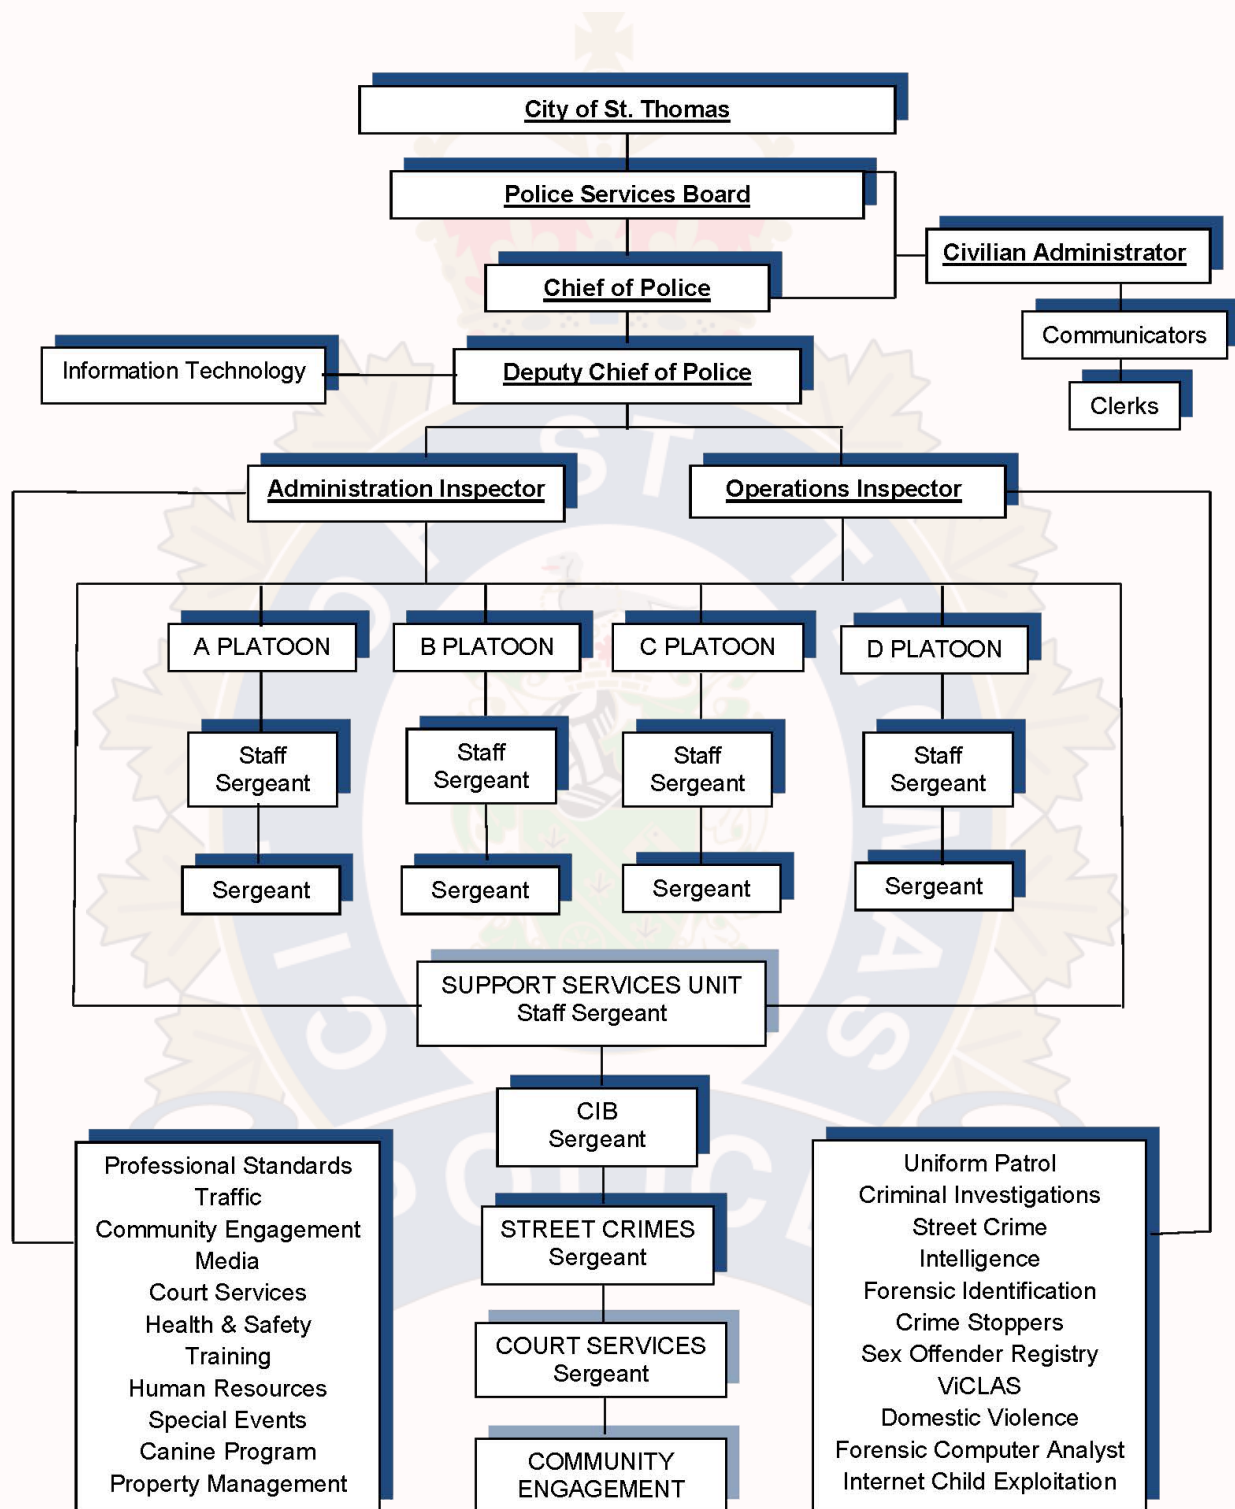 City of St. Thomas
Police Services Board
Civilian Administrator
Chief of Police
Communicators
Information Technology
Deputy Chief of Police
Clerks
Administration Inspector
Operations Inspector
A PLATOON
B PLATOON
C PLATOON
D PLATOON
Staff
Sergeant
Staff
Sergeant
Staff
Sergeant
Staff
Sergeant
Sergeant
Sergeant
Sergeant
Sergeant
SUPPORT SERVICES UNIT
Staff Sergeant
CIB
Sergeant
STREET CRIMES
Sergeant
COURT SERVICES
Sergeant
COMMUNITY
ENGAGEMENT
Professional Standards
Traffic
Community Engagement
Media
Court Services
Health & Safety
Training
Human Resources
Special Events
Canine Program
Property Management
Uniform Patrol
Criminal Investigations
Street Crime
Intelligence
Forensic Identification
Crime Stoppers
Sex Offender Registry
ViCLAS
Domestic Violence
Forensic Computer Analyst
Internet Child Exploitation
CITY OF ST THOMAS
POLICE